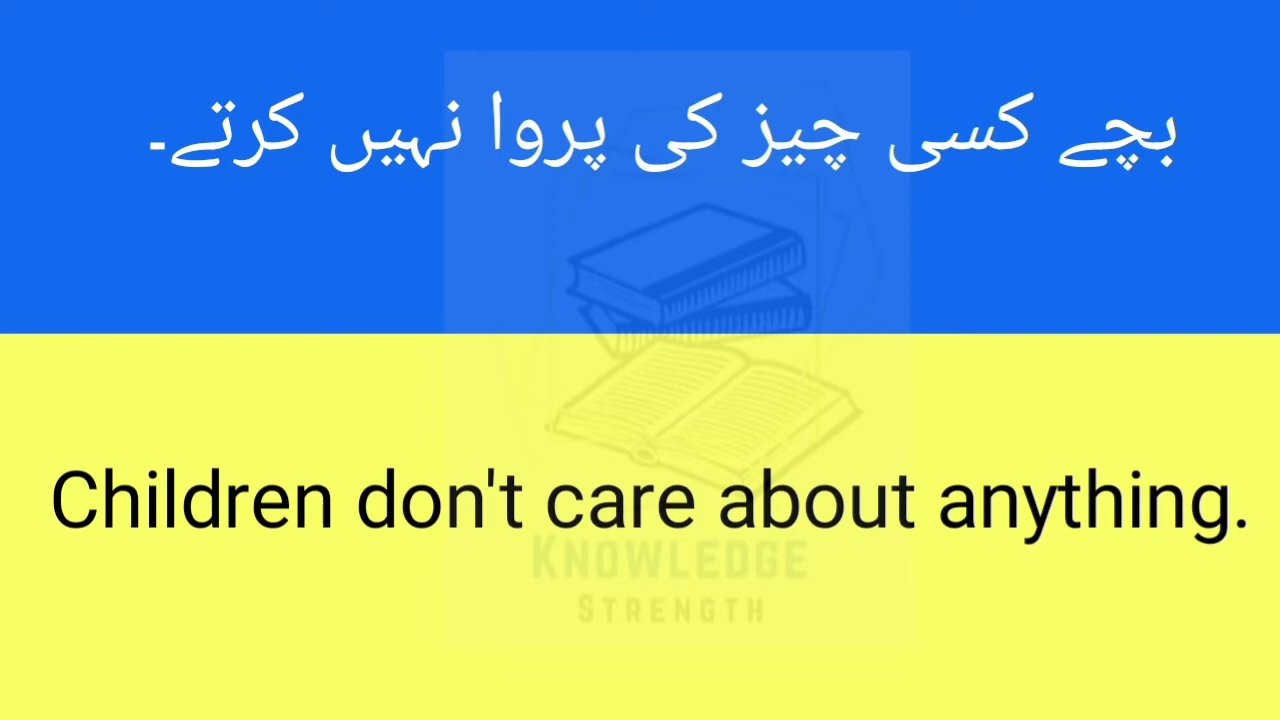 بچے کسی چیز کی پروا نہیں کرتے۔
Children don't care about anything.
KNOWLEDGE
STRENGTH